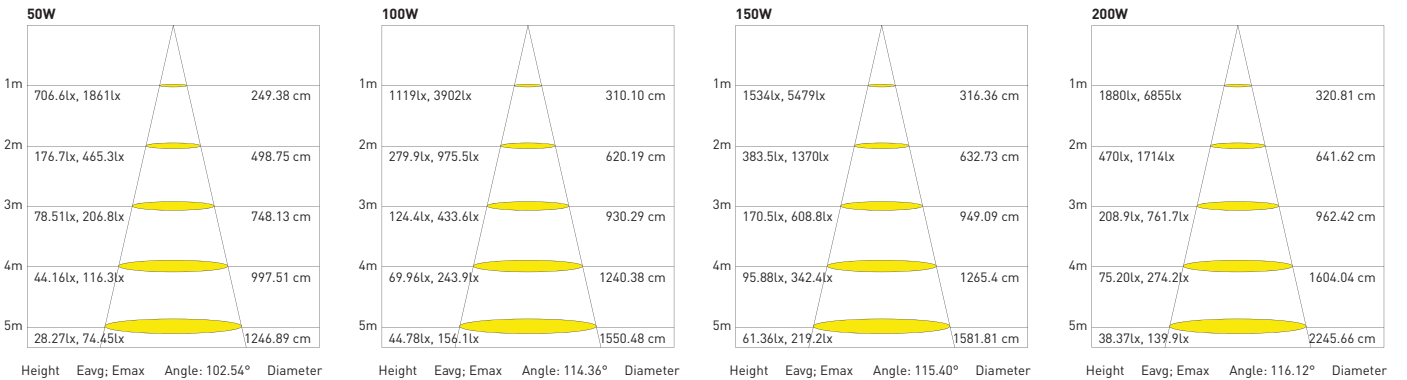 50W
1m
706.6lx, 1861lx
249.38 cm
2m
176.7lx, 465.3lx
498.75 cm
3m
78.51lx, 206.8lx
748.13 cm
4m
44.16lx, 116.3lx
997.51 cm
5m
28.27lx, 74.45lx
1246.89 cm
Height Eavg; Emax Angle: 102.54° Diameter
100W
1m
1119lx, 3902lx
310.10 cm
2m
279.9lx, 975.5lx
620.19 cm
3m
124.4lx, 433.6lx
930.29 cm
4m
69.96lx, 243.9lx
1240.38 cm
5m
44.78lx, 156.1lx
1550.48 cm
Height Eavg; Emax Angle: 114.36° Diameter
150W
1m
1534lx, 5479lx
316.36 cm
2m
383.5lx, 1370lx
632.73 cm
3m
170.5lx, 608.8lx
949.09 cm
4m
95.88lx, 342.4lx
1265.4 cm
5m
61.36lx, 219.2lx
1581.81 cm
Height Eavg; Emax Angle: 115.40° Diameter
200W
1m
1880lx, 6855lx
320.81 cm
2m
470lx, 1714lx
641.62 cm
3m
208.9lx, 761.7lx
962.42 cm
4m
75.20lx, 274.2lx
1604.04 cm
5m
38.37lx, 139.9lx
2245.66 cm
Height Eavg; Emax Angle: 116.12° Diameter